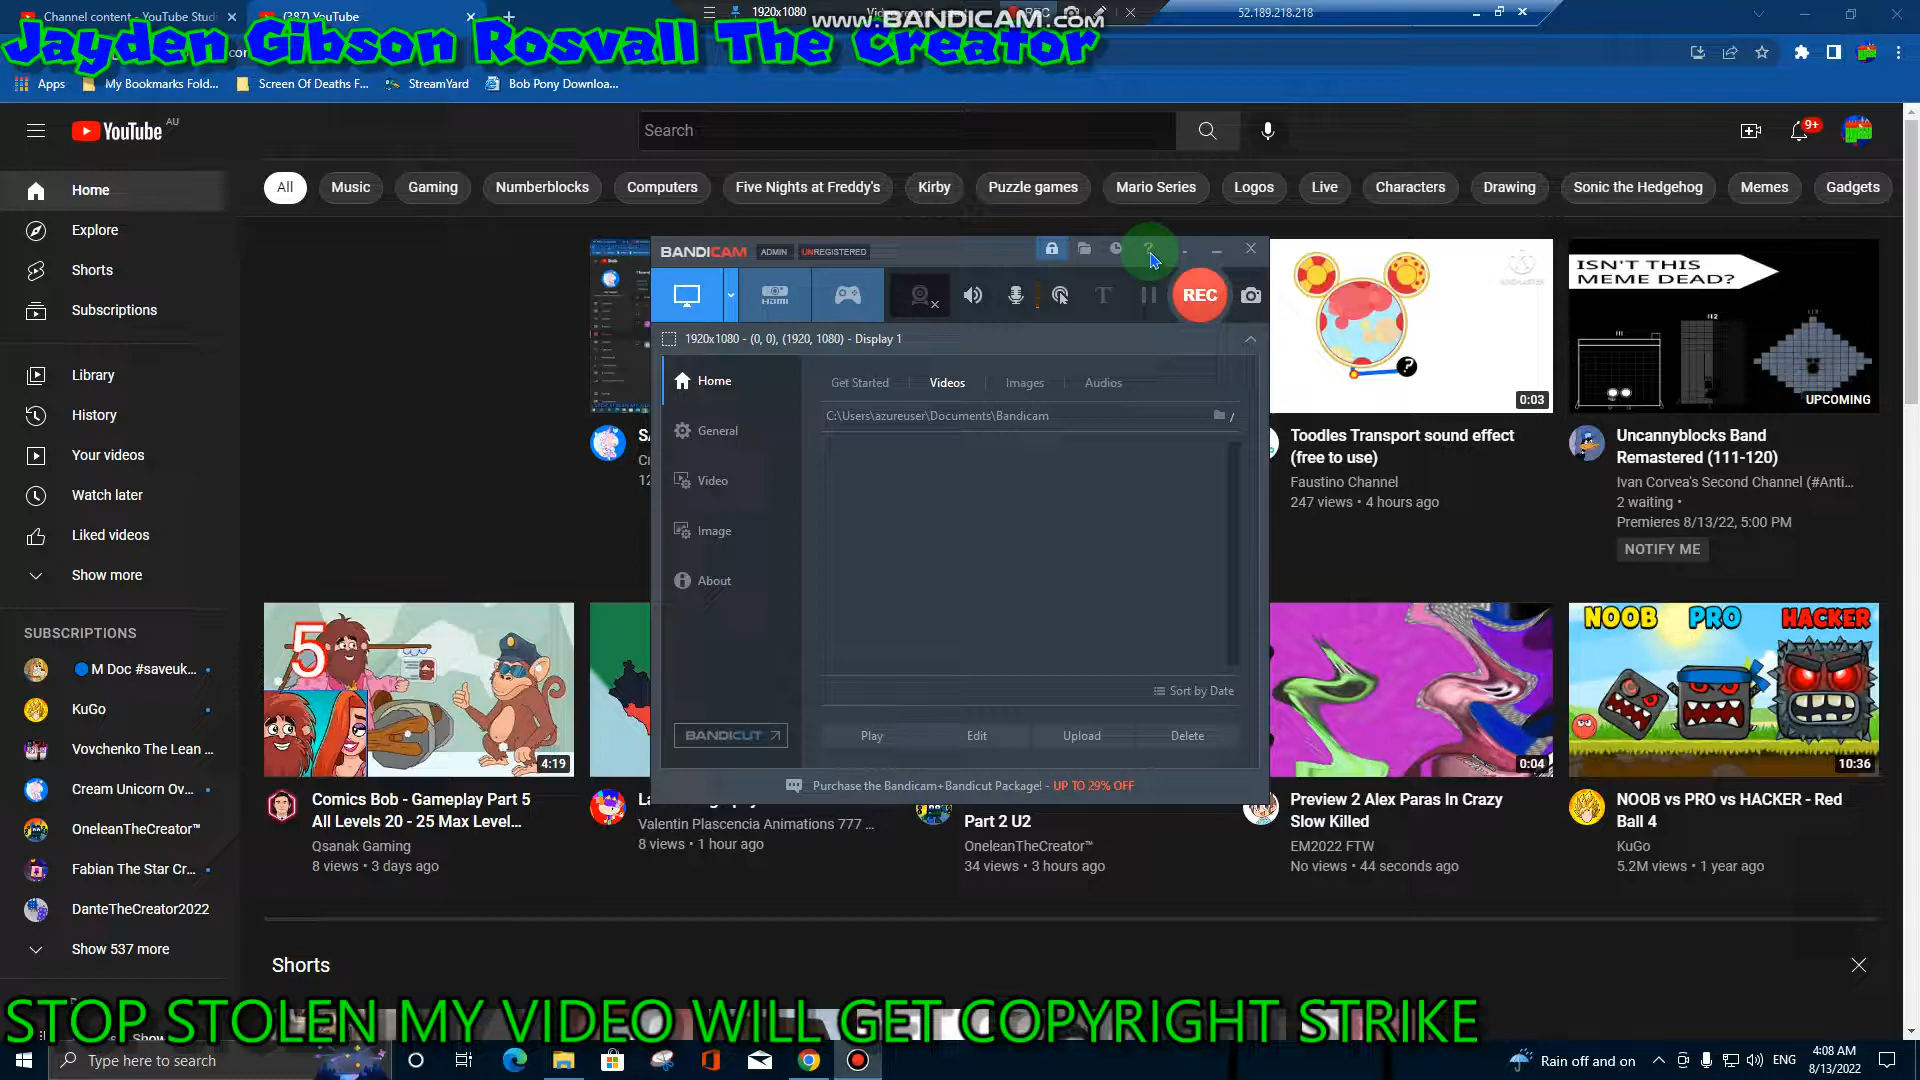 Channel content - YouTube Studi
(387) YouTube
1920x1080
www.BANDICAM.com
52.189.218.218
Jayden Gibson Rosvall The Creator
Apps
My Bookmarks Fold...
Screen Of Deaths F...
StreamYard
Bob Pony Downloa...
YouTube AU
Search
9+
All
Music
Gaming
Numberblocks
Computers
Five Nights at Freddy's
Kirby
Puzzle games
Mario Series
Logos
Live
Characters
Drawing
Sonic the Hedgehog
Memes
Gadgets
Home
Explore
Shorts
Subscriptions
Library
History
Your videos
Watch later
Liked videos
Show more
SUBSCRIPTIONS
M Doc #saveuk...
KuGo
Vovchenko The Lean ...
Cream Unicorn Ov...
OneleanTheCreator™
Fabian The Star Cr...
DanteTheCreator2022
Show 537 more
BANDICAM ADMIN UNREGISTERED
HDMI
T
REC
1920x1080 - (0, 0), (1920, 1080) - Display 1
Home
General
Video
Image
About
BANDICUT
Get Started
Videos
Images
Audios
C:\Users\azureuser\Documents\Bandicam
Sort by Date
Play
Edit
Upload
Delete
Purchase the Bandicam+Bandicut Package! - UP TO 29% OFF
0:03
Toodles Transport sound effect
(free to use)
Faustino Channel
247 views • 4 hours ago
ISN'T THIS
MEME DEAD?
111
112
113
UPCOMING
Uncannyblocks Band
Remastered (111-120)
Ivan Corvea's Second Channel (#Anti...
2 waiting •
Premieres 8/13/22, 5:00 PM
NOTIFY ME
5
4:19
Comics Bob - Gameplay Part 5
All Levels 20 - 25 Max Level...
Qsanak Gaming
8 views • 3 days ago
Valentin Plascencia Animations 777 ...
8 views • 1 hour ago
Part 2 U2
OneleanTheCreator™
34 views • 3 hours ago
0:04
Preview 2 Alex Paras In Crazy
Slow Killed
EM2022 FTW
No views • 44 seconds ago
NOOB PRO HACKER
10:36
NOOB vs PRO vs HACKER - Red
Ball 4
KuGo
5.2M views • 1 year ago
Shorts
STOP STOLEN MY VIDEO WILL GET COPYRIGHT STRIKE
Type here to search
Rain off and on
ENG
4:08 AM
8/13/2022